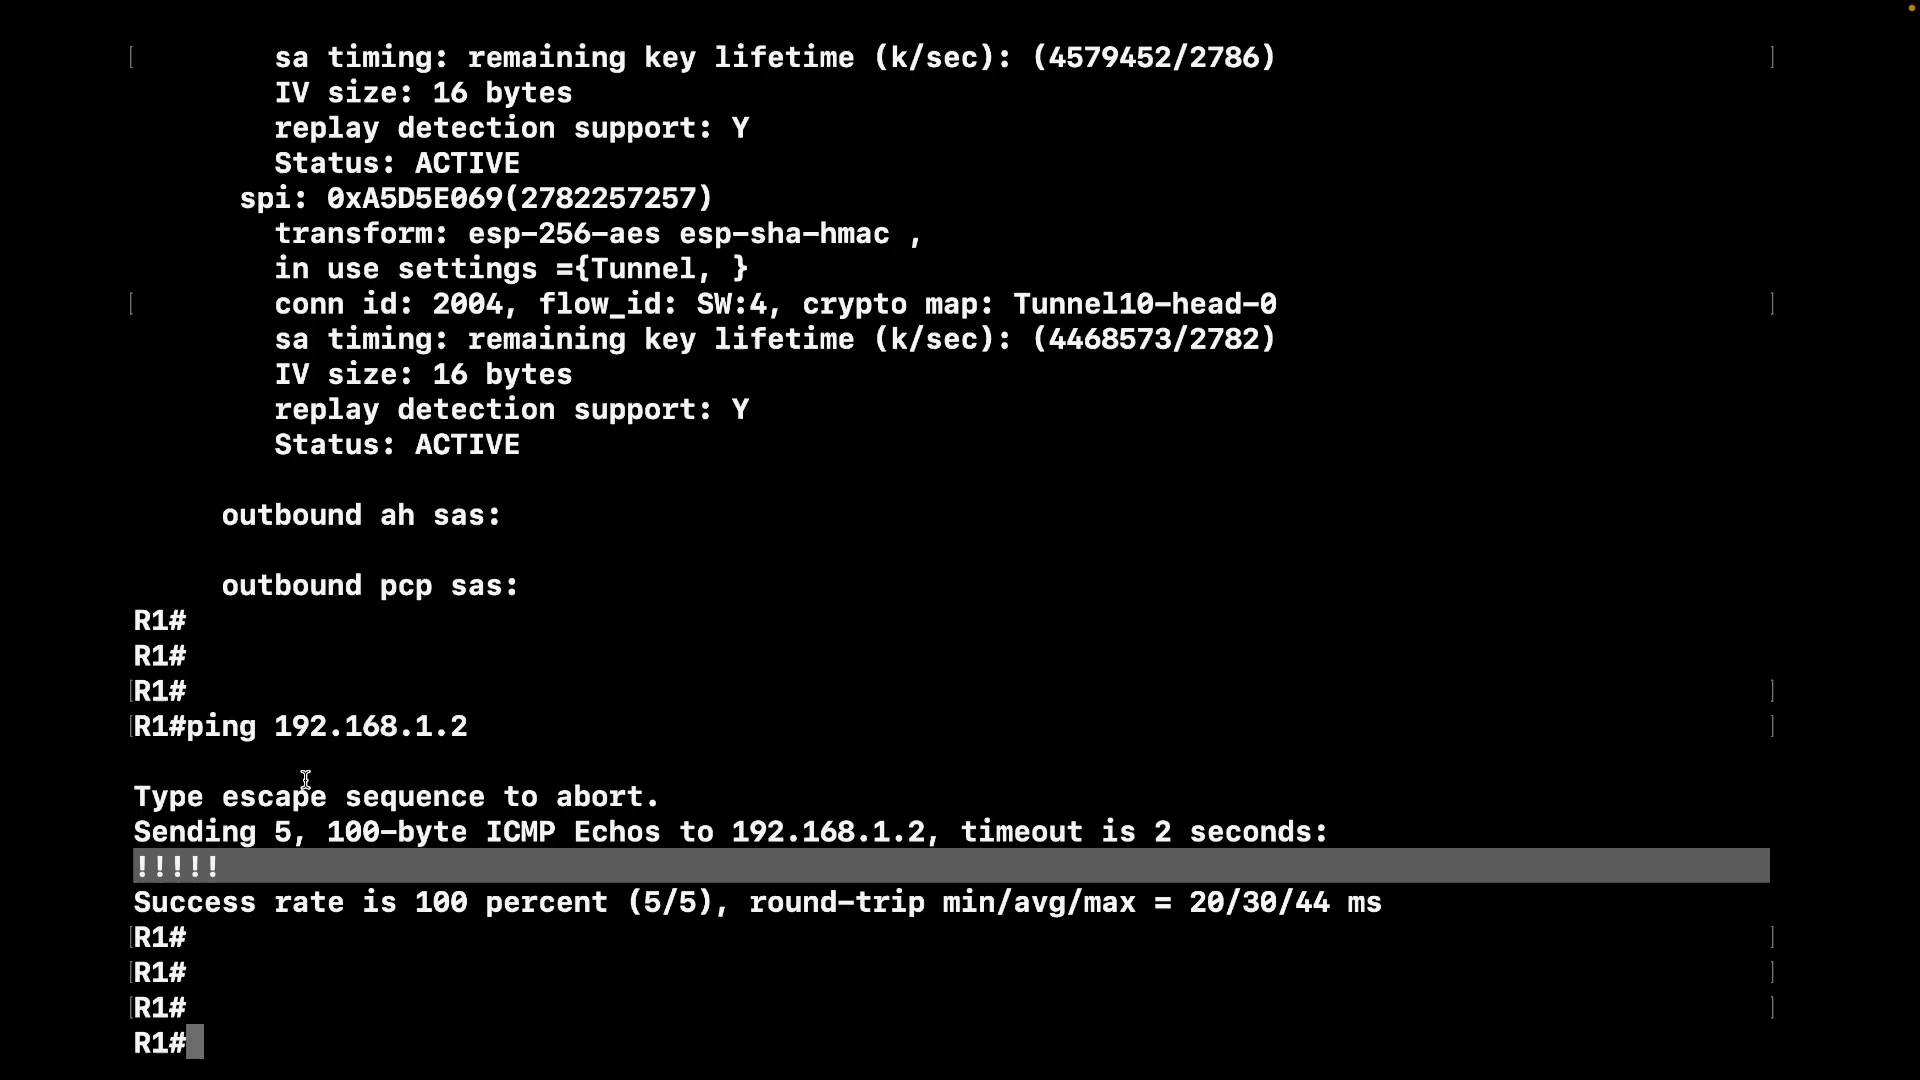 sa timing: remaining key lifetime (k/sec): (4579452/2786)
IV size: 16 bytes
replay detection support: Y
Status: ACTIVE
spi: 0xA5D5E069(2782257257)
transform: esp-256-aes esp-sha-hmac ,
in use settings ={Tunnel, }
conn id: 2004, flow_id: SW:4, crypto map: Tunnel10-head-0
sa timing: remaining key lifetime (k/sec): (4468573/2782)
IV size: 16 bytes
replay detection support: Y
Status: ACTIVE
outbound ah sas:
outbound pcp sas:
R1#
R1#
R1#
R1#ping 192.168.1.2
Type escape sequence to abort.
Sending 5, 100-byte ICMP Echos to 192.168.1.2, timeout is 2 seconds:
!!!!!
Success rate is 100 percent (5/5), round-trip min/avg/max = 20/30/44 ms
R1#
R1#
R1#
R1#